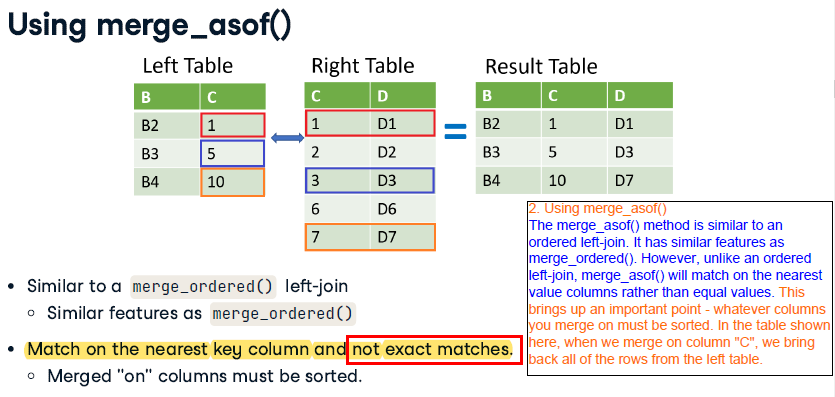 Using merge_asof()
Left Table
B C
B2 1
B3 5
B4 10
Right Table
C D
1 D1
2 D2
3 D3
6 D6
7 D7
=
Result Table
B C D
B2 1 D1
B3 5 D3
B4 10 D7
• Similar to a merge_ordered() left-join
○ Similar features as merge_ordered()
• Match on the nearest key column and not exact matches.
○ Merged "on" columns must be sorted.
2. Using merge_asof()
The merge_asof() method is similar to an
ordered left-join. It has similar features as
merge_ordered(). However, unlike an ordered
left-join, merge_asof() will match on the nearest
value columns rather than equal values. This
brings up an important point - whatever columns
you merge on must be sorted. In the table shown
here, when we merge on column "C", we bring
back all of the rows from the left table.